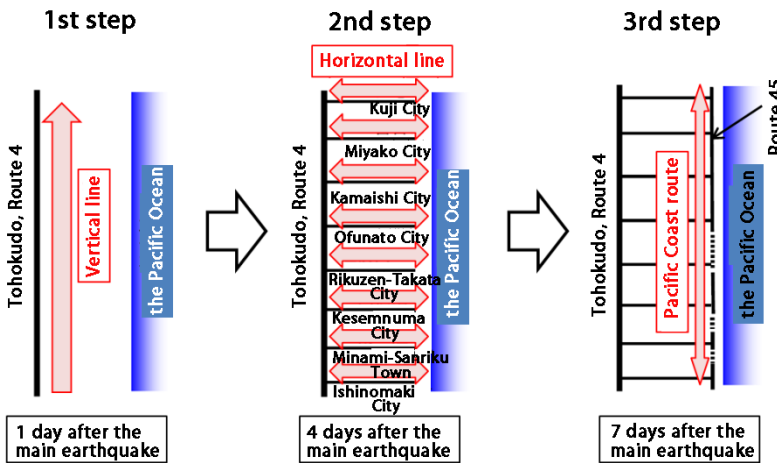 1st step
Tohokudo, Route 4
Vertical line
the Pacific Ocean
1 day after the
main earthquake
2nd step
Horizontal line
Tohokudo, Route 4
Kuji City
Miyako City
Kamaishi City
Ofunato City
Rikuzen-Takata
City
Kesemnuma
City
Minami-Sanriku
Town
Ishinomaki
City
the Pacific Ocean
4 days after the
main earthquake
3rd step
Tohokudo, Route 4
Pacific Coast route
Route 45
the Pacific Ocean
7 days after the
main earthquake